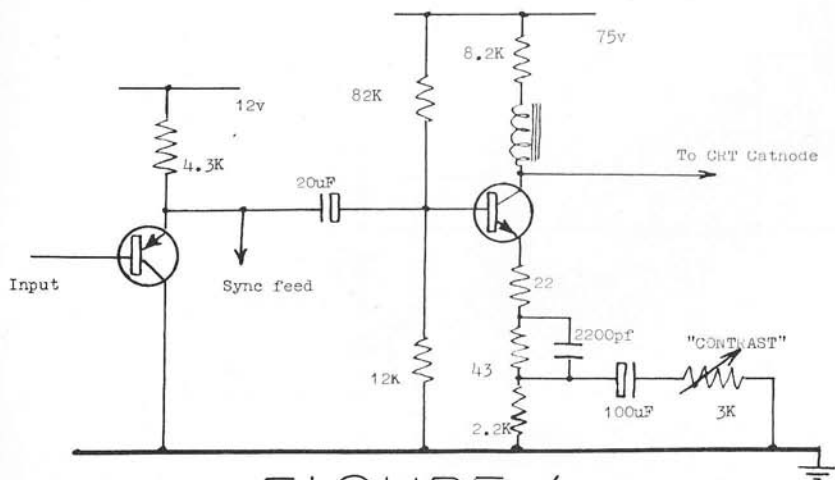 8.2K
75v
82K
12v
4.3K
20uF
To CRT Catnode
Input
Sync feed
22
2200pf
"CONTRAST"
43
12K
100uF
3K
2.2K